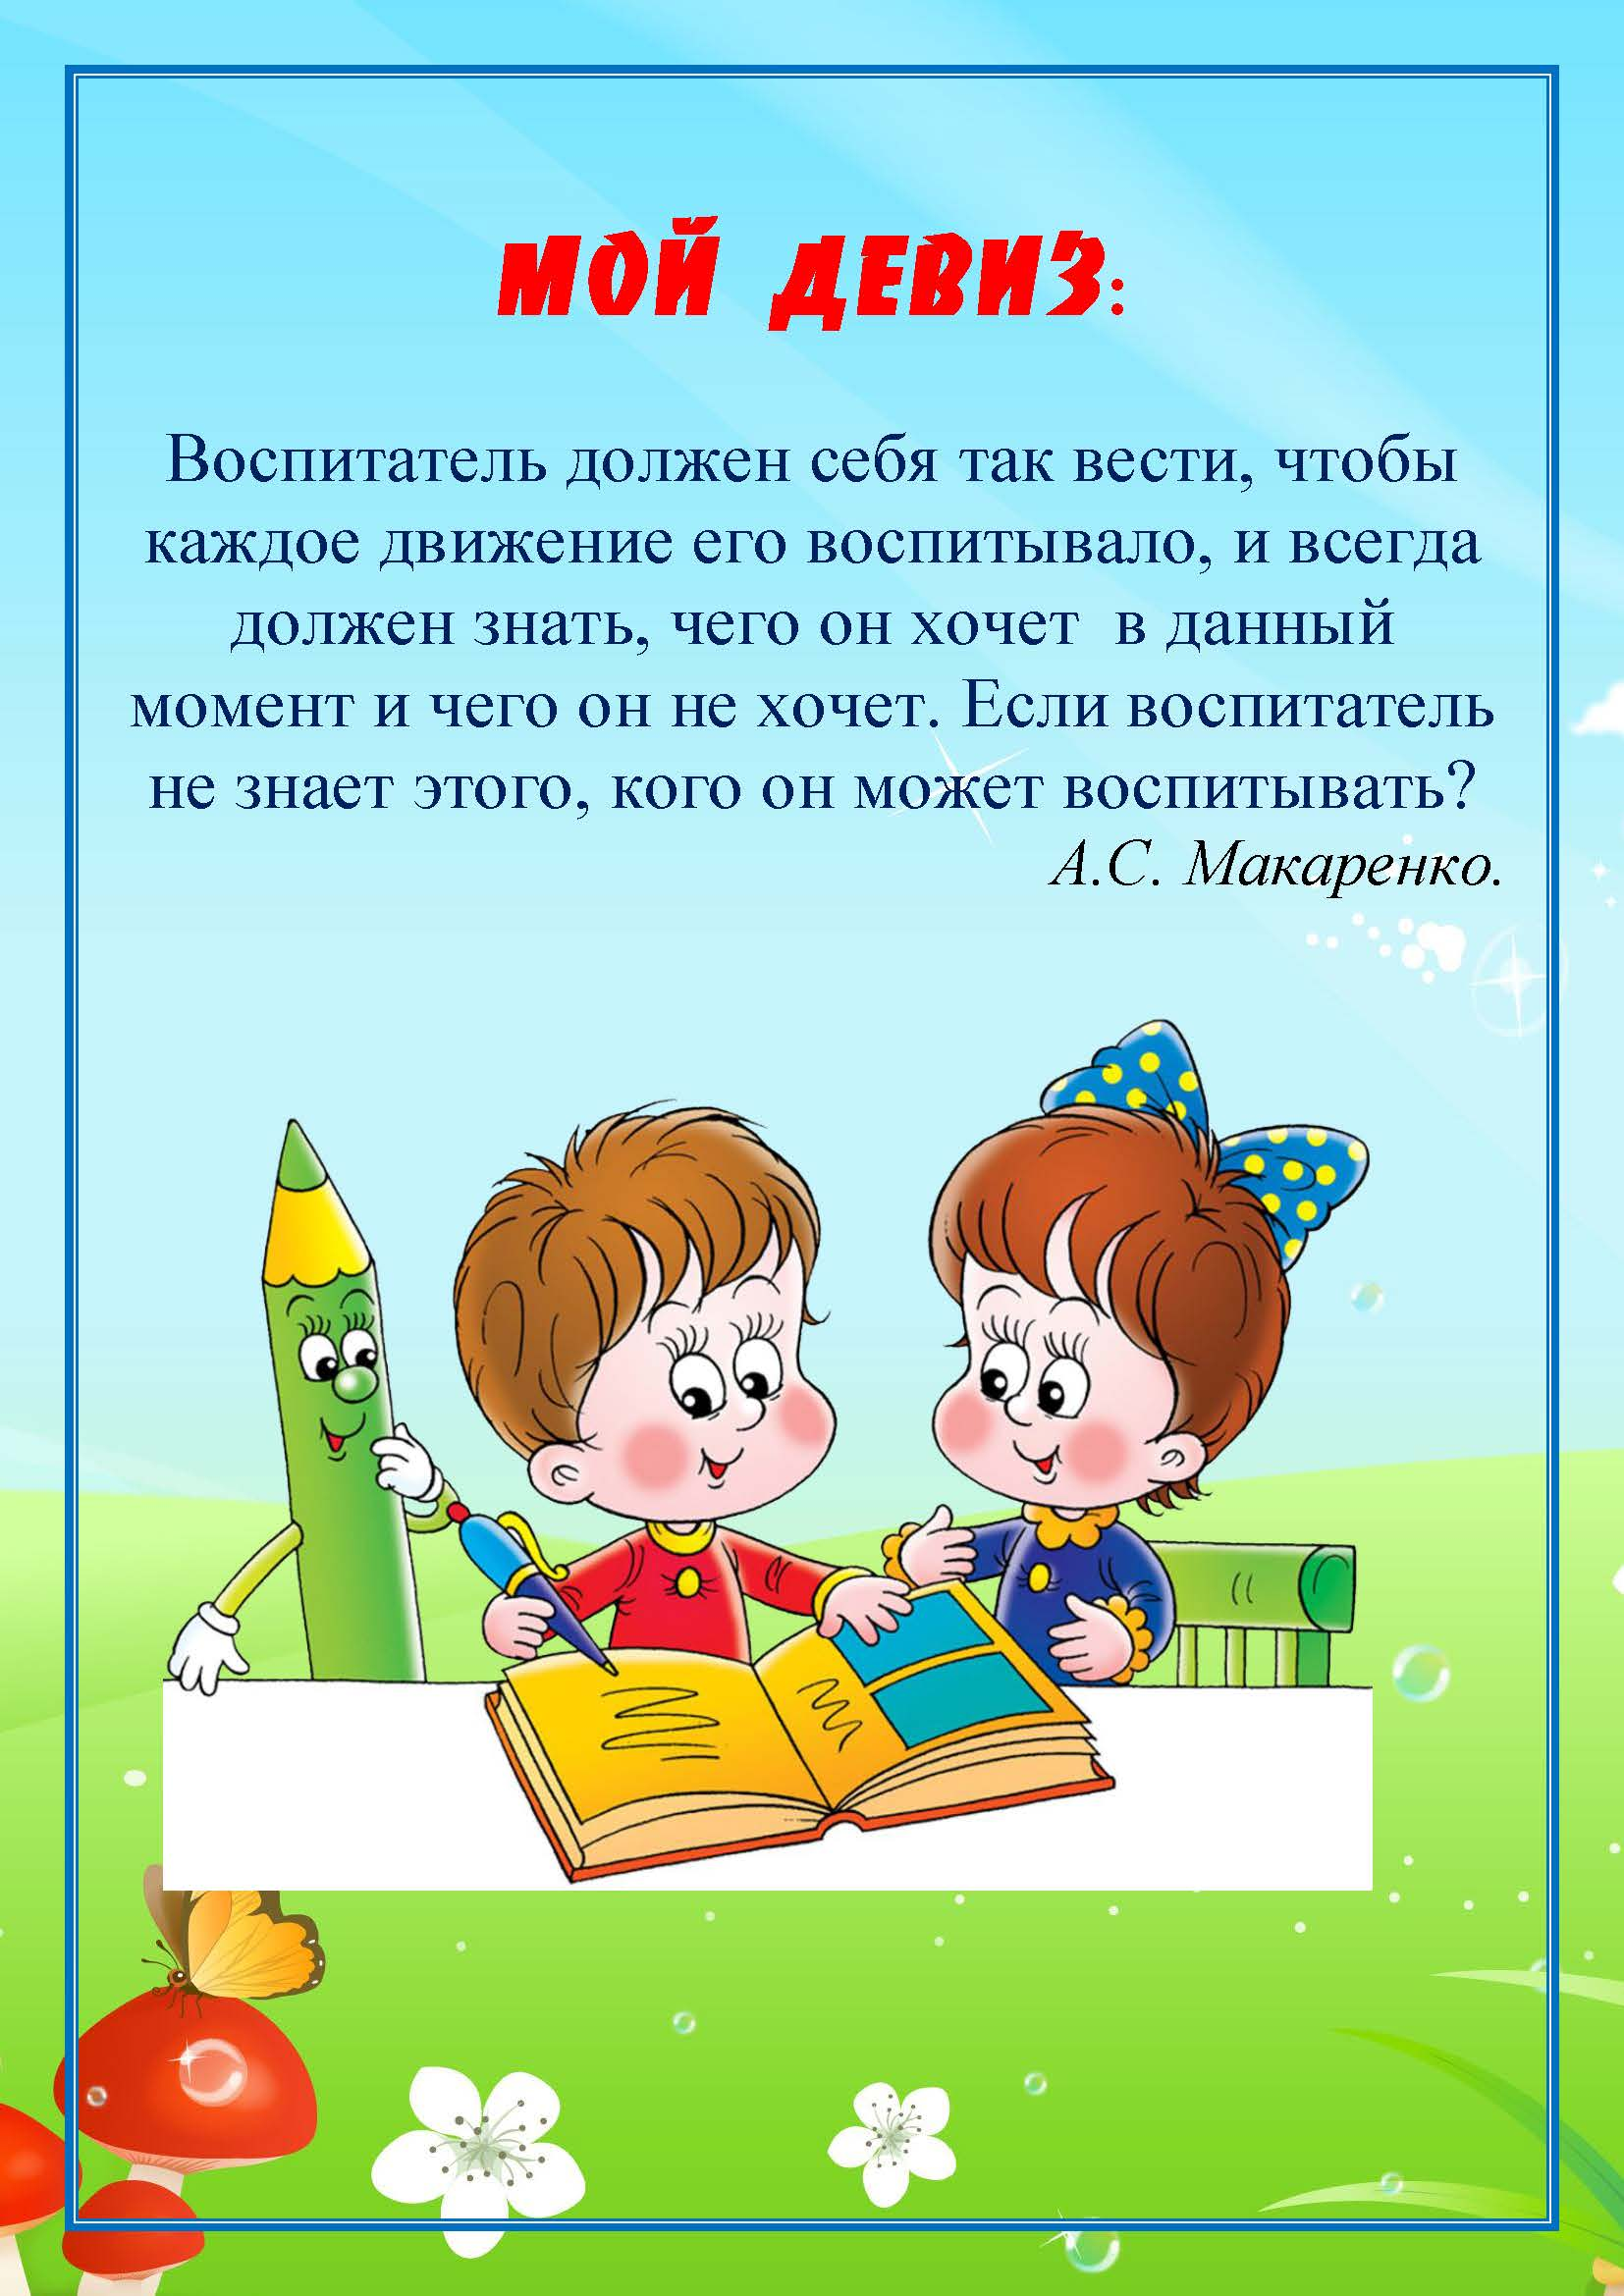 МОЙ ДЕВИЗ:
Воспитатель должен себя так вести, чтобы
каждое движение его воспитывало, и всегда
должен знать, чего он хочет  в данный
момент и чего он не хочет. Если воспитатель
не знает этого, кого он может воспитывать?
А.С. Макаренко.